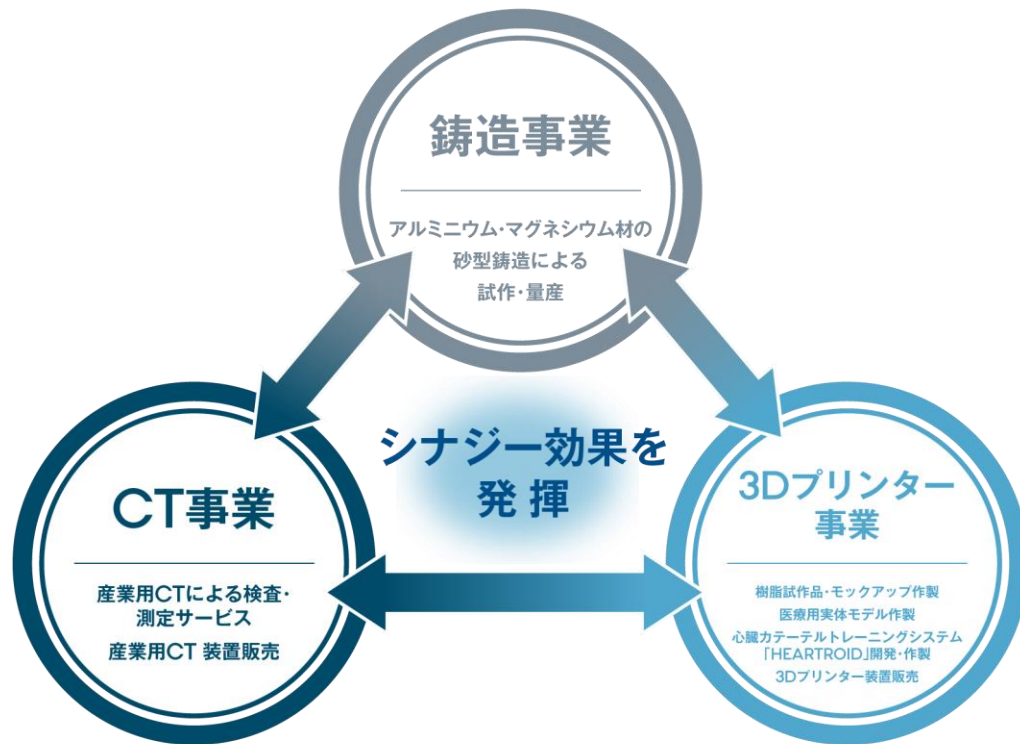 鋳造事業
アルミニウム・マグネシウム材の
砂型鋳造による
試作・量産
シナジー効果を
発揮
CT事業
産業用CTによる検査・
測定サービス
産業用CT 装置販売
3Dプリンター
事業
樹脂試作品・モックアップ作製
医療用実体モデル作製
心臓カテーテルトレーニングシステム
「HEARTROID」開発・作製
3Dプリンター装置販売